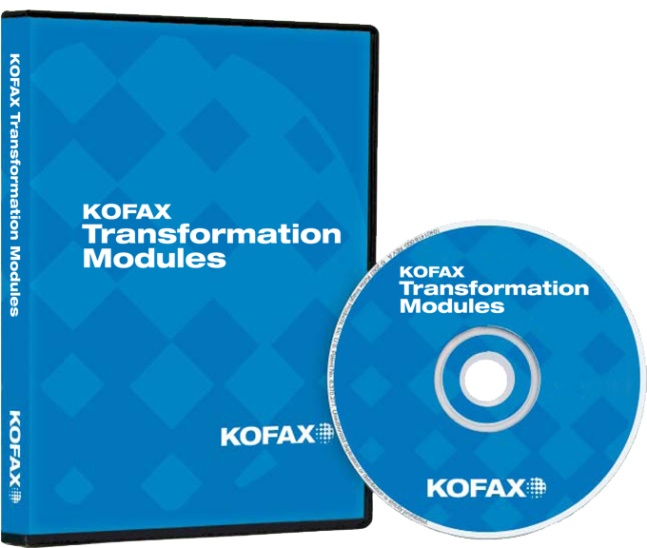 KOFAX Transformation Modules
KOFAX
KOFAX
Transformation
Modules
KOFAX
KOFAX
Transformation
Modules
KOFAX